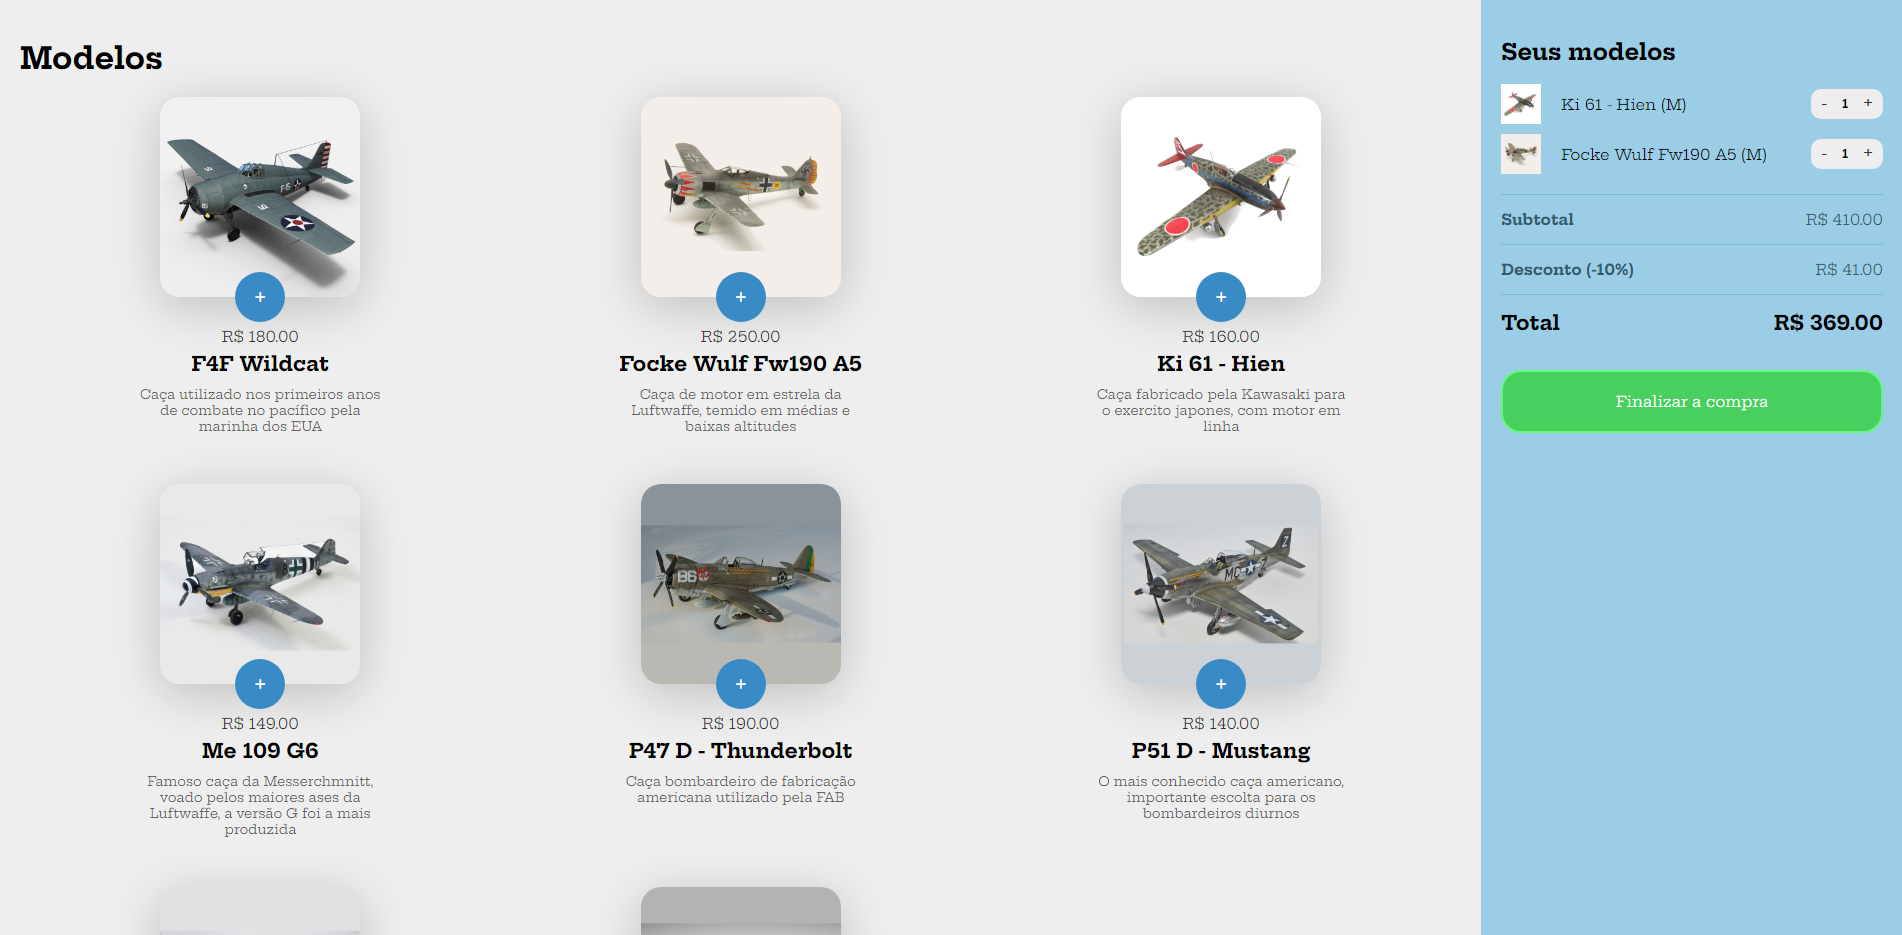 Modelos
+
R$ 180.00
F4F Wildcat
Caça utilizado nos primeiros anos
de combate no pacífico pela
marinha dos EUA
+
R$ 250.00
Focke Wulf Fw190 A5
Caça de motor em estrela da
Luftwaffe, temido em médias e
baixas altitudes
+
R$ 160.00
Ki 61 - Hien
Caça fabricado pela Kawasaki para
o exercito japones, com motor em
linha
+
R$ 149.00
Me 109 G6
Famoso caça da Messerchmnitt,
voado pelos maiores ases da
Luftwaffe, a versão G foi a mais
produzida
B6
+
R$ 190.00
P47 D - Thunderbolt
Caça bombardeiro de fabricação
americana utilizado pela FAB
Z
+
R$ 140.00
P51 D - Mustang
O mais conhecido caça americano,
importante escolta para os
bombardeiros diurnos
Seus modelos
Ki 61 - Hien (M) - 1 +
Focke Wulf Fw190 A5 (M) - 1 +
Subtotal R$ 410.00
Desconto (-10%) R$ 41.00
Total R$ 369.00
Finalizar a compra